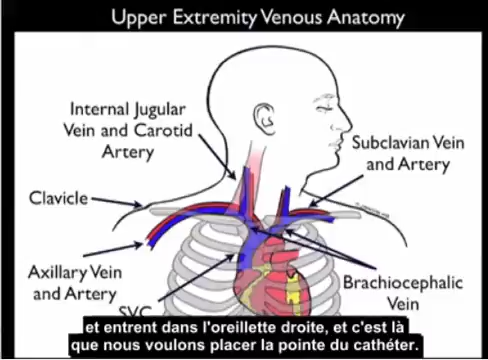 Upper Extremity Venous Anatomy
Internal Jugular
Vein and Carotid
Artery
Subclavian Vein
and Artery
Clavicle
Axillary Vein
and Artery
SVC
Brachiocephalic
Vein
et entrent dans l'oreillette droite, et c'est là
que nous voulons placer la pointe du cathéter.